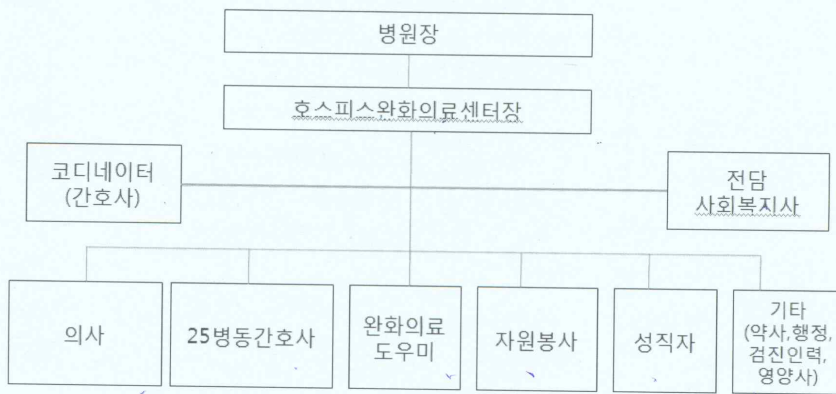 병원장
호스피스완화의료센터장
코디네이터
(간호사)
전담
사회복지사
의사
25병동간호사
완화의료
도우미
자원봉사
성직자
기타
(약사,행정,
검진인력,
영양사)